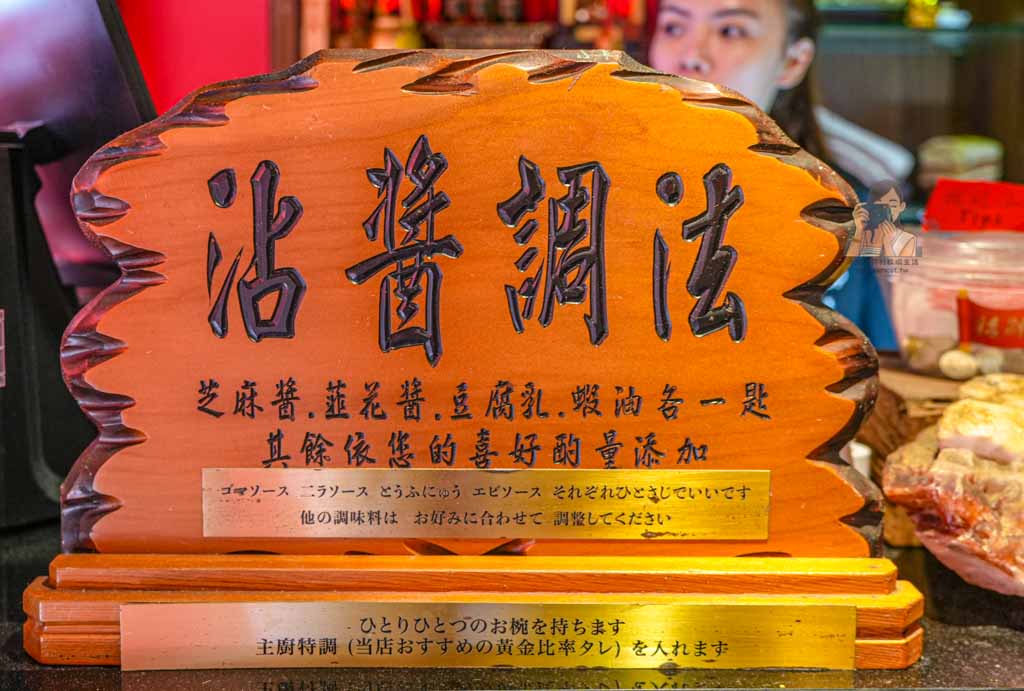 沾醬調法
芝麻醬.韮花醬.豆腐乳.蝦油各一匙
其餘依您的喜好酌量添加
ゴマソース 二ラソース とうふにゅう エビソース それぞれひとさじでいいです
他の調味料は お好みに合わせて 調整してください
ひとりひとつのお椀を持ちます
主廚特調 (当店おすすめの黄金比率タレ) を入れます
Tips